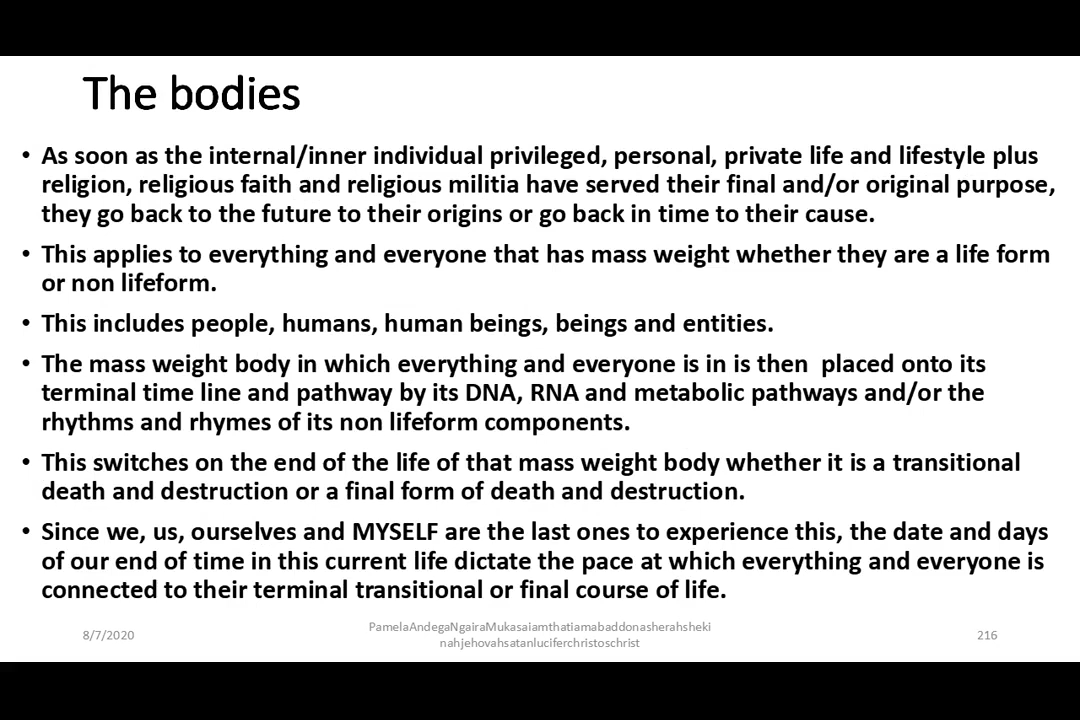 The bodies
• As soon as the internal/inner individual privileged, personal, private life and lifestyle plus
religion, religious faith and religious militia have served their final and/or original purpose,
they go back to the future to their origins or go back in time to their cause.
• This applies to everything and everyone that has mass weight whether they are a life form
or non lifeform.
• This includes people, humans, human beings, beings and entities.
• The mass weight body in which everything and everyone is in is then  placed onto its
terminal time line and pathway by its DNA, RNA and metabolic pathways and/or the
rhythms and rhymes of its non lifeform components.
• This switches on the end of the life of that mass weight body whether it is a transitional
death and destruction or a final form of death and destruction.
• Since we, us, ourselves and MYSELF are the last ones to experience this, the date and days
of our end of time in this current life dictate the pace at which everything and everyone is
connected to their terminal transitional or final course of life.
8/7/2020
PamelaAndegaNgairaMukasaiamthatiamabaddonasherahsheki
nahjehovahsatanluciferchristoschrist
216